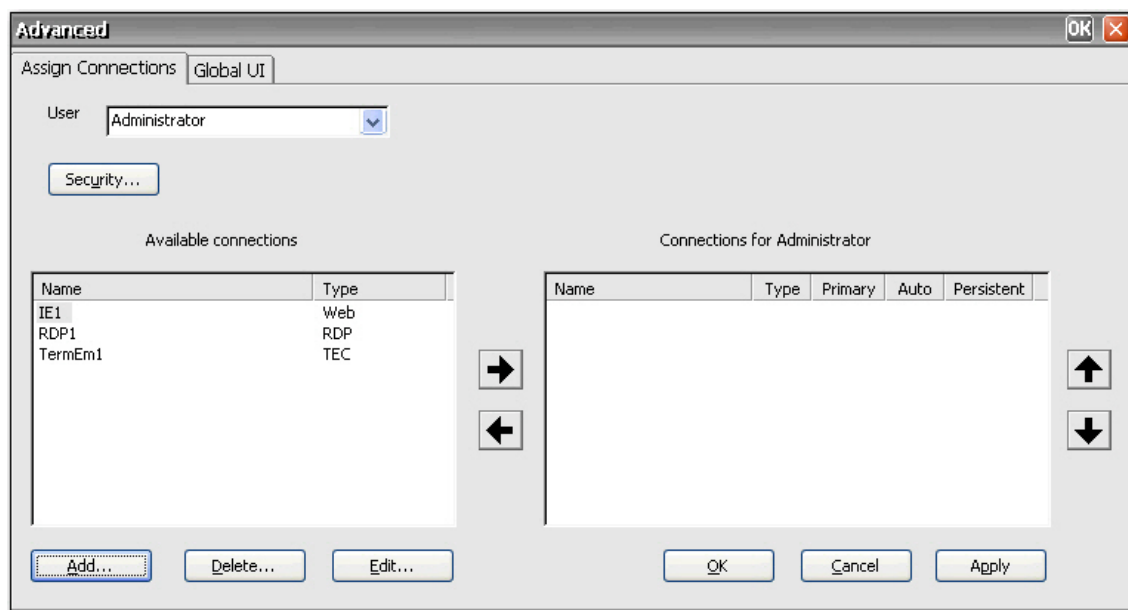 Advanced OK
Assign Connections Global UI
User Administrator
Security...
Available connections Connections for Administrator
Name Type Name Type Primary Auto Persistent
IE1 Web
RDP1 RDP
TermEm1 TEC
Add... Delete... Edit... OK Cancel Apply